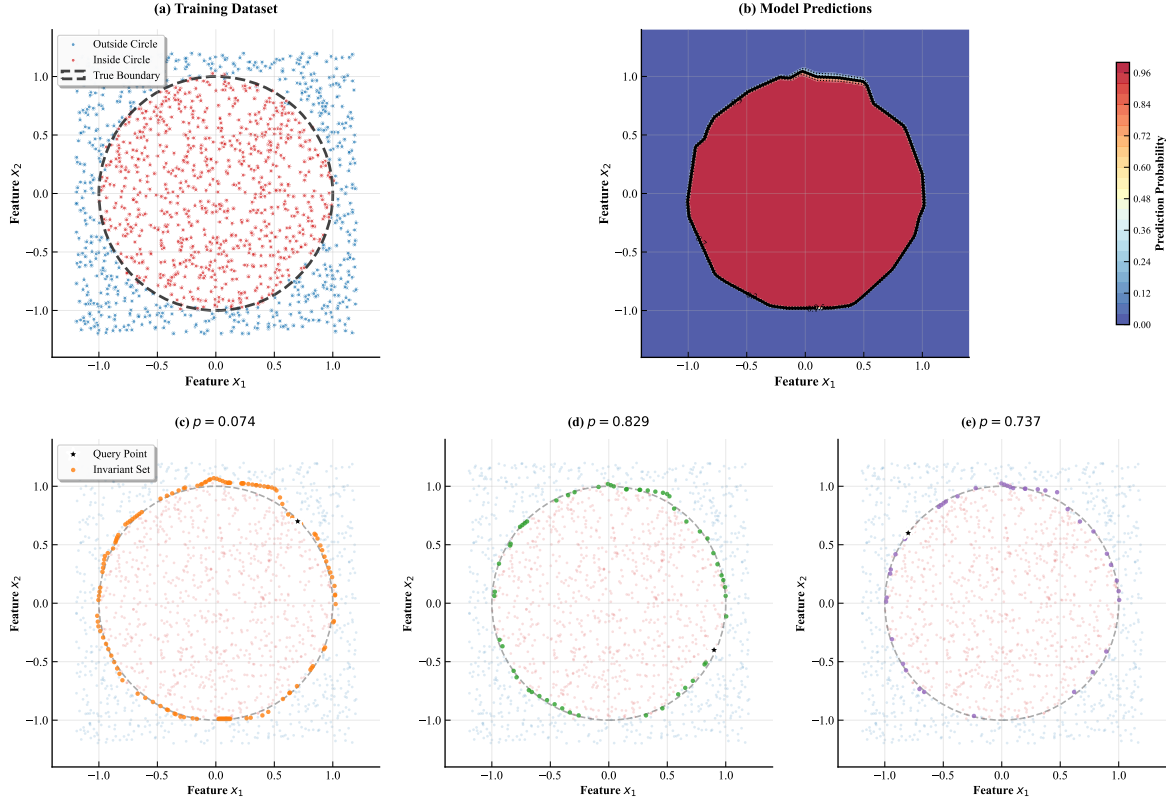 (a) Training Dataset
Outside Circle
Inside Circle
True Boundary
1.0
0.5
0.0
−0.5
−1.0
Feature x₂
−1.0 −0.5 0.0 0.5 1.0
Feature x₁
(b) Model Predictions
1.0
0.5
0.0
−0.5
−1.0
Feature x₂
−1.0 −0.5 0.0 0.5 1.0
Feature x₁
0.96
0.84
0.72
0.60
0.48
0.36
0.24
0.12
0.00
Prediction Probability
(c) p = 0.074
Query Point
Invariant Set
1.0
0.5
0.0
−0.5
−1.0
Feature x₂
−1.0 −0.5 0.0 0.5 1.0
Feature x₁
(d) p = 0.829
1.0
0.5
0.0
−0.5
−1.0
Feature x₂
−1.0 −0.5 0.0 0.5 1.0
Feature x₁
(e) p = 0.737
1.0
0.5
0.0
−0.5
−1.0
Feature x₂
−1.0 −0.5 0.0 0.5 1.0
Feature x₁